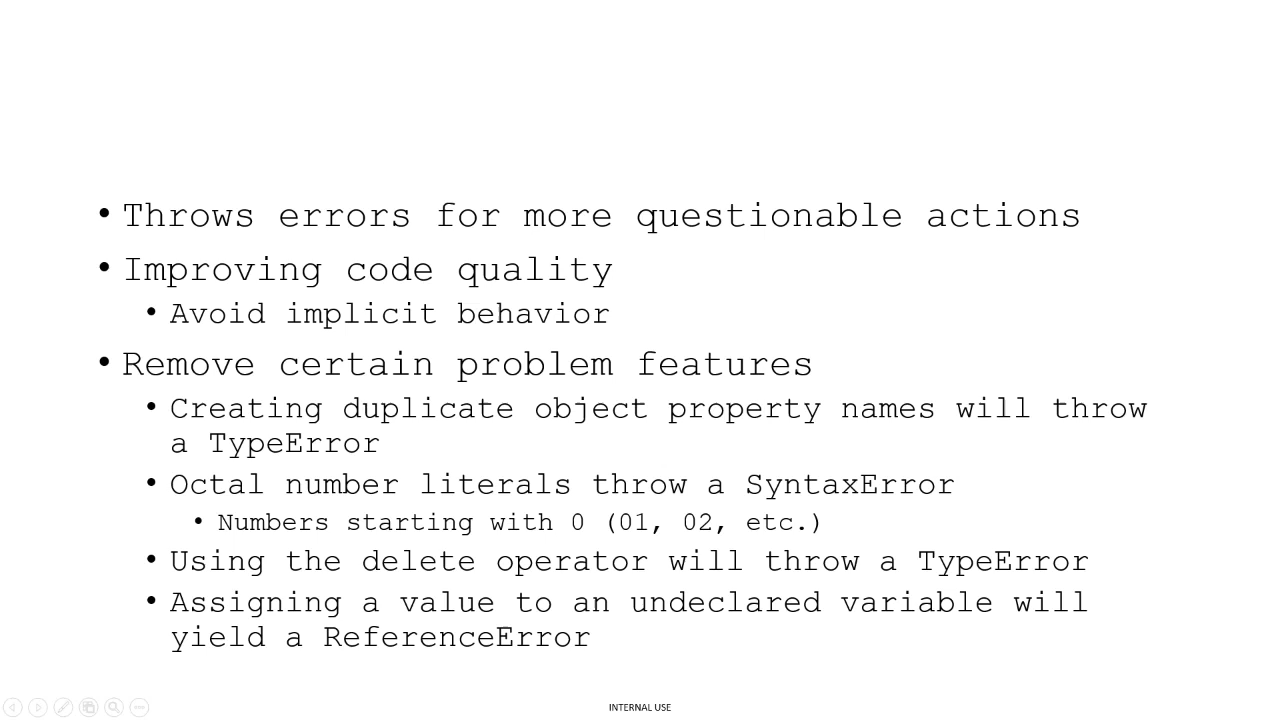 • Throws errors for more questionable actions
• Improving code quality
• Avoid implicit behavior
• Remove certain problem features
• Creating duplicate object property names will throw
a TypeError
• Octal number literals throw a SyntaxError
• Numbers starting with 0 (01, 02, etc.)
• Using the delete operator will throw a TypeError
• Assigning a value to an undeclared variable will
yield a ReferenceError
INTERNAL USE